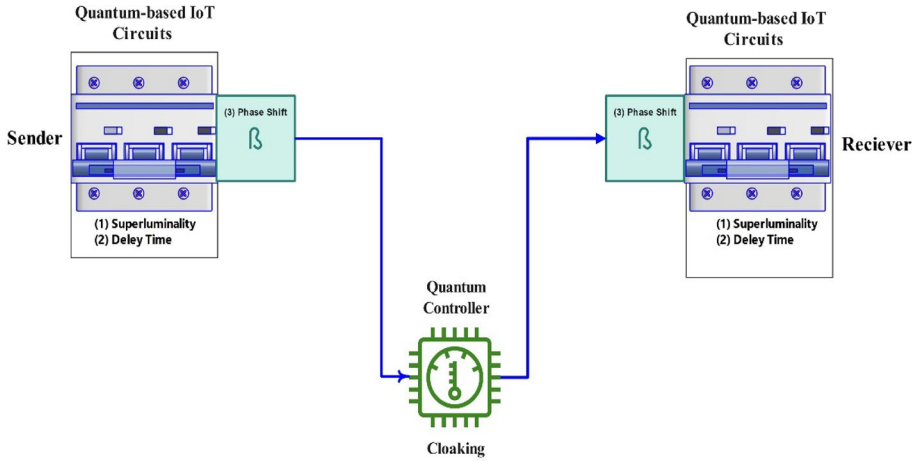 Quantum-based IoT
Circuits
Sender
(3) Phase Shift
ß
(1) Superluminality
(2) Deley Time
Quantum
Controller
Cloaking
Quantum-based IoT
Circuits
(3) Phase Shift
ß
Reciever
(1) Superluminality
(2) Deley Time